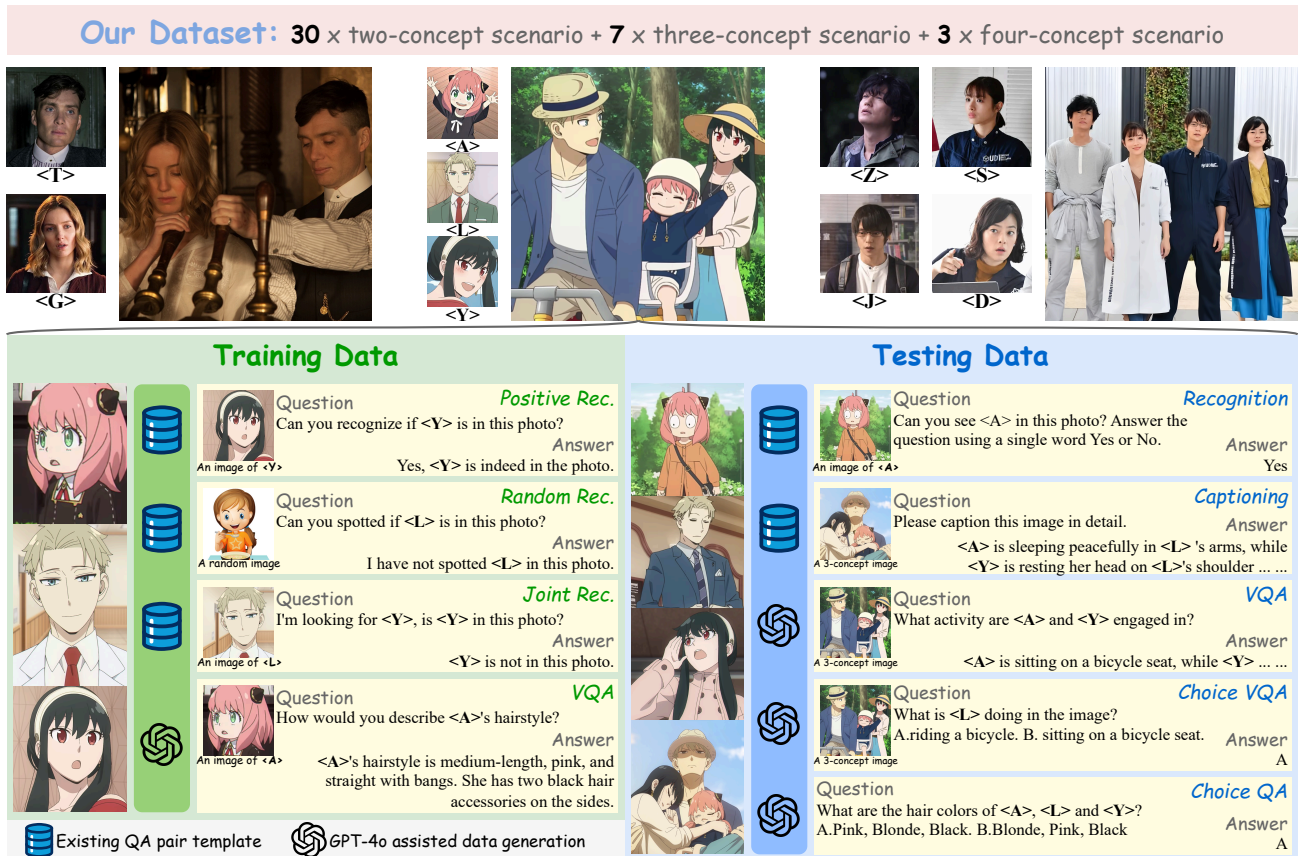 Our Dataset: 30 x two-concept scenario + 7 x three-concept scenario + 3 x four-concept scenario
<T>
<G>
<A>
<L>
<Y>
<Z>
<S>
<J>
<D>
Training Data
Question
Positive Rec.
Can you recognize if <Y> is in this photo?
Answer
An image of <Y>
Yes, <Y> is indeed in the photo.
Question
Random Rec.
Can you spotted if <L> is in this photo?
Answer
A random image
I have not spotted <L> in this photo.
Question
Joint Rec.
I'm looking for <Y>, is <Y> in this photo?
Answer
An image of <L>
<Y> is not in this photo.
Question
VQA
How would you describe <A>'s hairstyle?
Answer
An image of <A>
<A>'s hairstyle is medium-length, pink, and
straight with bangs. She has two black hair
accessories on the sides.
Existing QA pair template
GPT-4o assisted data generation
Testing Data
Question
Recognition
Can you see <A> in this photo? Answer the
question using a single word Yes or No.
Answer
An image of <A>
Yes
Question
Captioning
Please caption this image in detail.
Answer
<A> is sleeping peacefully in <L> 's arms, while
A 3-concept image
<Y> is resting her head on <L>'s shoulder ... ...
Question
VQA
What activity are <A> and <Y> engaged in?
Answer
A 3-concept image
<A> is sitting on a bicycle seat, while <Y> ... ...
Question
Choice VQA
What is <L> doing in the image?
A.riding a bicycle. B. sitting on a bicycle seat.
Answer
A 3-concept image
A
Question
Choice QA
What are the hair colors of <A>, <L> and <Y>?
A.Pink, Blonde, Black. B.Blonde, Pink, Black
Answer
A